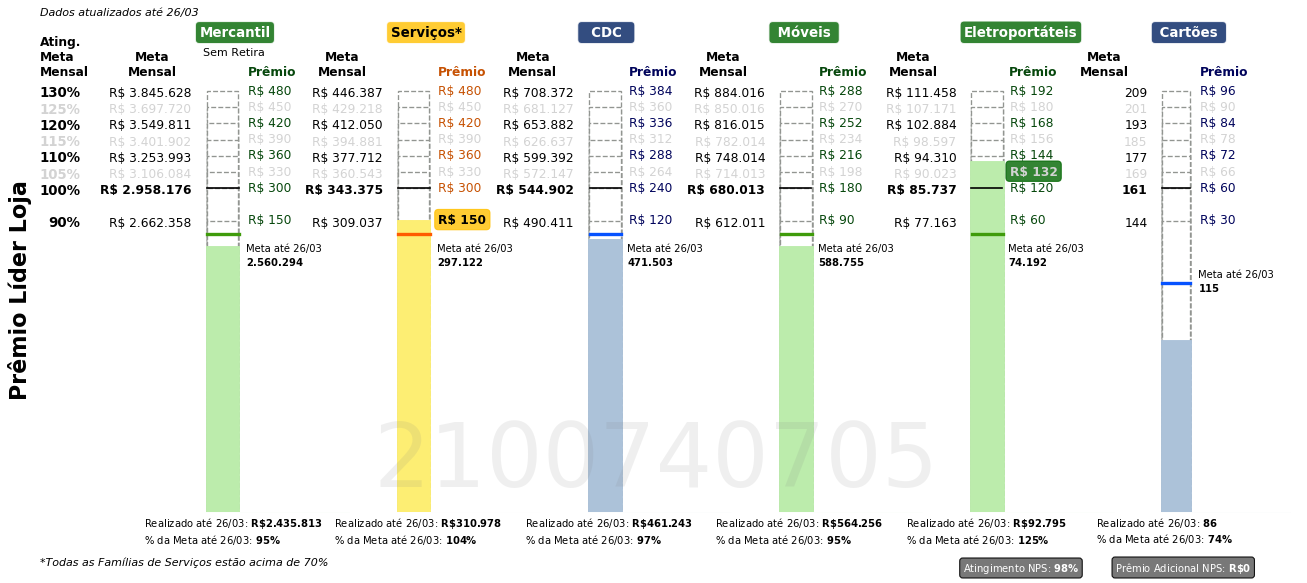 Dados atualizados até 26/03
Mercantil Serviços* CDC Móveis Eletroportáteis Cartões
Sem Retira
Ating. Meta Mensal
Meta Mensal Prêmio Meta Mensal Prêmio Meta Mensal Prêmio Meta Mensal Prêmio Meta Mensal Prêmio Meta Mensal Prêmio
130% R$ 3.845.628 R$ 480 R$ 446.387 R$ 480 R$ 708.372 R$ 384 R$ 884.016 R$ 288 R$ 111.458 R$ 192 209 R$ 96
125% R$ 3.697.720 R$ 450 R$ 429.218 R$ 450 R$ 681.127 R$ 360 R$ 850.016 R$ 270 R$ 107.171 R$ 180 201 R$ 90
120% R$ 3.549.811 R$ 420 R$ 412.050 R$ 420 R$ 653.882 R$ 336 R$ 816.015 R$ 252 R$ 102.884 R$ 168 193 R$ 84
115% R$ 3.401.902 R$ 390 R$ 394.881 R$ 390 R$ 626.637 R$ 312 R$ 782.014 R$ 234 R$ 98.597 R$ 156 185 R$ 78
110% R$ 3.253.993 R$ 360 R$ 377.712 R$ 360 R$ 599.392 R$ 288 R$ 748.014 R$ 216 R$ 94.310 R$ 144 177 R$ 72
105% R$ 3.106.084 R$ 330 R$ 360.543 R$ 330 R$ 572.147 R$ 264 R$ 714.013 R$ 198 R$ 90.023 R$ 132 169 R$ 66
100% R$ 2.958.176 R$ 300 R$ 343.375 R$ 300 R$ 544.902 R$ 240 R$ 680.013 R$ 180 R$ 85.737 R$ 120 161 R$ 60
90% R$ 2.662.358 R$ 150 R$ 309.037 R$ 150 R$ 490.411 R$ 120 R$ 612.011 R$ 90 R$ 77.163 R$ 60 144 R$ 30
Meta até 26/03 Meta até 26/03 Meta até 26/03 Meta até 26/03 Meta até 26/03
2.560.294 297.122 471.503 588.755 74.192
Meta até 26/03
115
Prêmio Líder Loja
2100740705
Realizado até 26/03: R$2.435.813 Realizado até 26/03: R$310.978 Realizado até 26/03: R$461.243 Realizado até 26/03: R$564.256 Realizado até 26/03: R$92.795 Realizado até 26/03: 86
% da Meta até 26/03: 95% % da Meta até 26/03: 104% % da Meta até 26/03: 97% % da Meta até 26/03: 95% % da Meta até 26/03: 125% % da Meta até 26/03: 74%
*Todas as Famílias de Serviços estão acima de 70%
Atingimento NPS: 98% Prêmio Adicional NPS: R$0